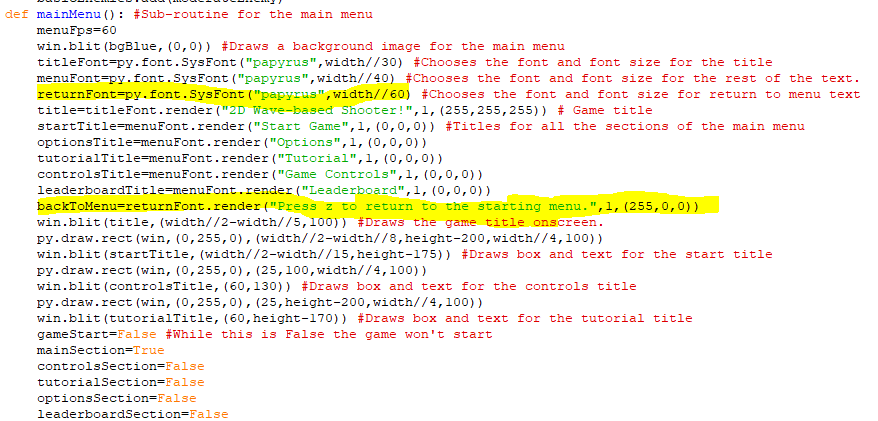 basicEnemies.add(moderateEnemy)
def mainMenu(): #Sub-routine for the main menu
    menuFps=60
    win.blit(bgBlue,(0,0)) #Draws a background image for the main menu
    titleFont=py.font.SysFont("papyrus",width//30) #Chooses the font and font size for the title
    menuFont=py.font.SysFont("papyrus",width//40) #Chooses the font and font size for the rest of the text.
    returnFont=py.font.SysFont("papyrus",width//60) #Chooses the font and font size for return to menu text
    title=titleFont.render("2D Wave-based Shooter!",1,(255,255,255)) # Game title
    startTitle=menuFont.render("Start Game",1,(0,0,0)) #Titles for all the sections of the main menu
    optionsTitle=menuFont.render("Options",1,(0,0,0))
    tutorialTitle=menuFont.render("Tutorial",1,(0,0,0))
    controlsTitle=menuFont.render("Game Controls",1,(0,0,0))
    leaderboardTitle=menuFont.render("Leaderboard",1,(0,0,0))
    backToMenu=returnFont.render("Press z to return to the starting menu.",1,(255,0,0))
    win.blit(title,(width//2-width//5,100)) #Draws the game title onscreen.
    py.draw.rect(win,(0,255,0),(width//2-width//8,height-200,width//4,100))
    win.blit(startTitle,(width//2-width//15,height-175)) #Draws box and text for the start title
    py.draw.rect(win,(0,255,0),(25,100,width//4,100))
    win.blit(controlsTitle,(60,130)) #Draws box and text for the controls title
    py.draw.rect(win,(0,255,0),(25,height-200,width//4,100))
    win.blit(tutorialTitle,(60,height-170)) #Draws box and text for the tutorial title
    gameStart=False #While this is False the game won't start
    mainSection=True
    controlsSection=False
    tutorialSection=False
    optionsSection=False
    leaderboardSection=False